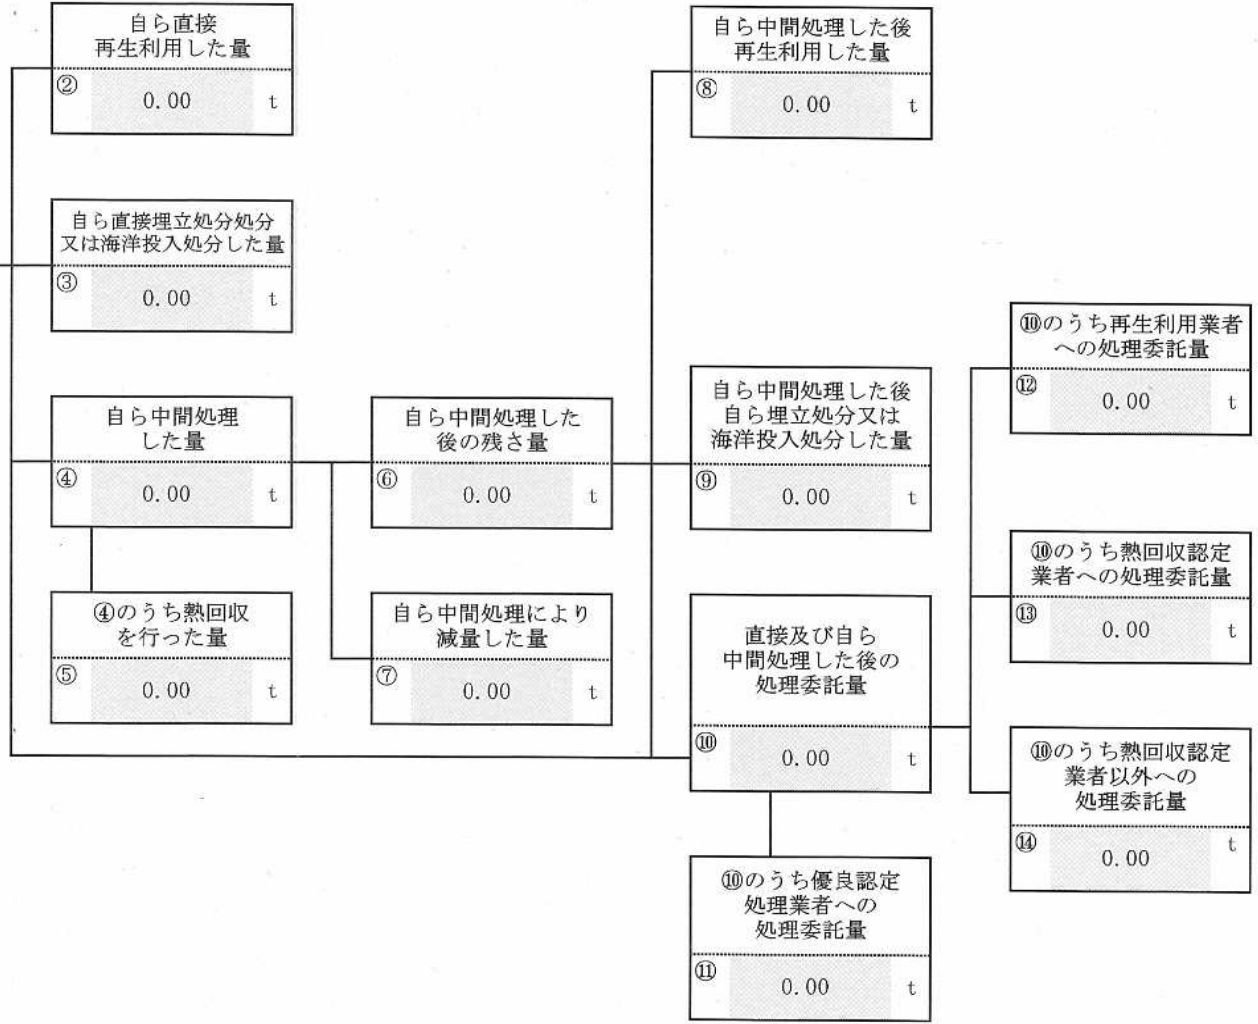 自ら直接
再生利用した量
②
0.00 t
自ら直接埋立処分処分
又は海洋投入処分した量
③
0.00 t
自ら中間処理
した量
④
0.00 t
④のうち熱回収
を行った量
⑤
0.00 t
自ら中間処理した
後の残さ量
⑥
0.00 t
自ら中間処理により
減量した量
⑦
0.00 t
自ら中間処理した後
再生利用した量
⑧
0.00 t
自ら中間処理した後
自ら埋立処分又は
海洋投入処分した量
⑨
0.00 t
直接及び自ら
中間処理した後の
処理委託量
⑩
0.00 t
⑩のうち優良認定
処理業者への
処理委託量
⑪
0.00 t
⑩のうち再生利用業者
への処理委託量
⑫
0.00 t
⑩のうち熱回収認定
業者への処理委託量
⑬
0.00 t
⑩のうち熱回収認定
業者以外への
処理委託量
⑭
0.00 t